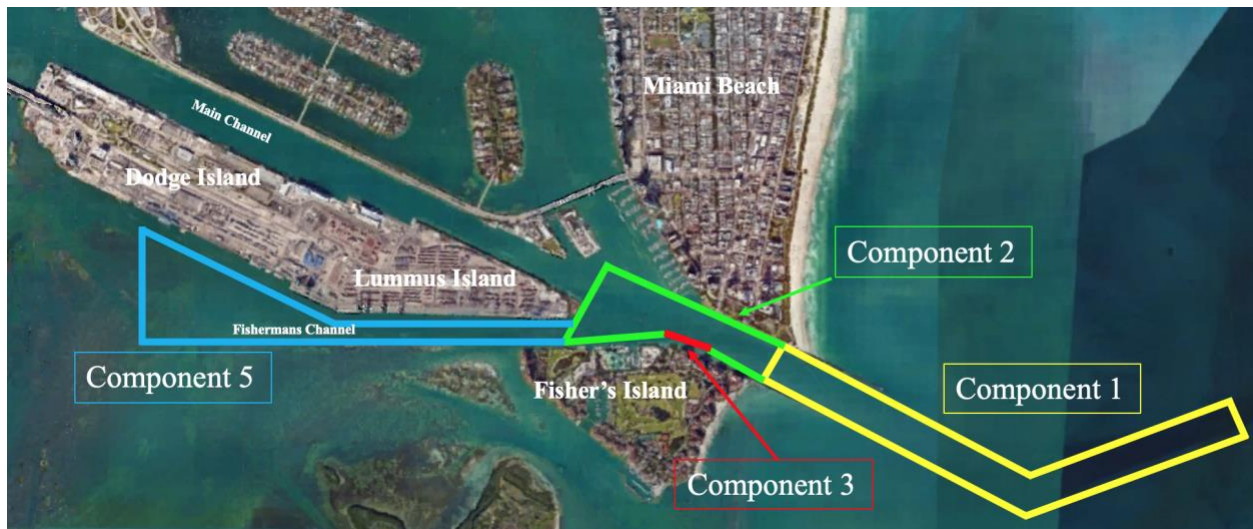 Miami Beach
Main Channel
Dodge Island
Component 2
Lummus Island
Fishermans Channel
Component 5
Fisher's Island
Component 1
Component 3